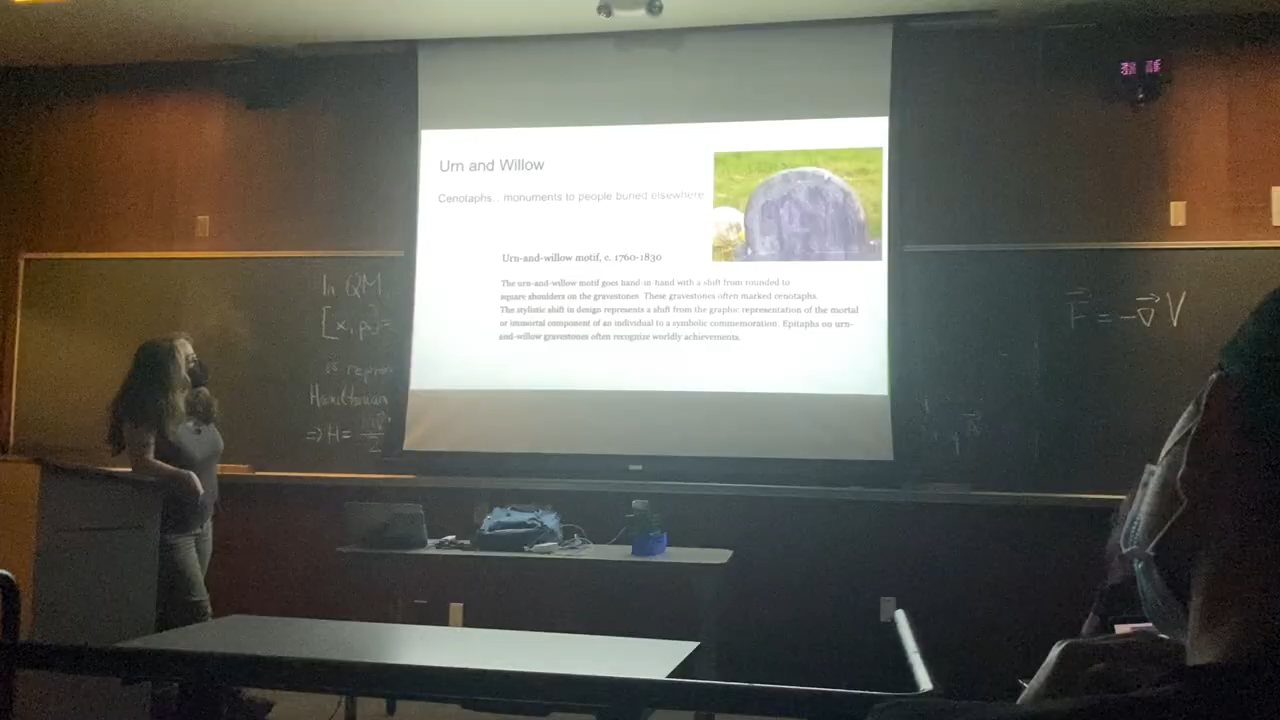 Urn and Willow
Cenotaphs.. monuments to people buried elsewhere
Urn-and-willow motif, c. 1760-1830
The urn-and-willow motif goes hand-in-hand with a shift from rounded to
square shoulders on the gravestones. These gravestones often marked cenotaphs.
The stylistic shift in design represents a shift from the graphic representation of the mortal
or immortal component of an individual to a symbolic commemoration. Epitaphs on urn-
and-willow gravestones often recognize worldly achievements.
In QM
[x, p]=
is
Hamiltonian
⇒ H =
F = -∇V